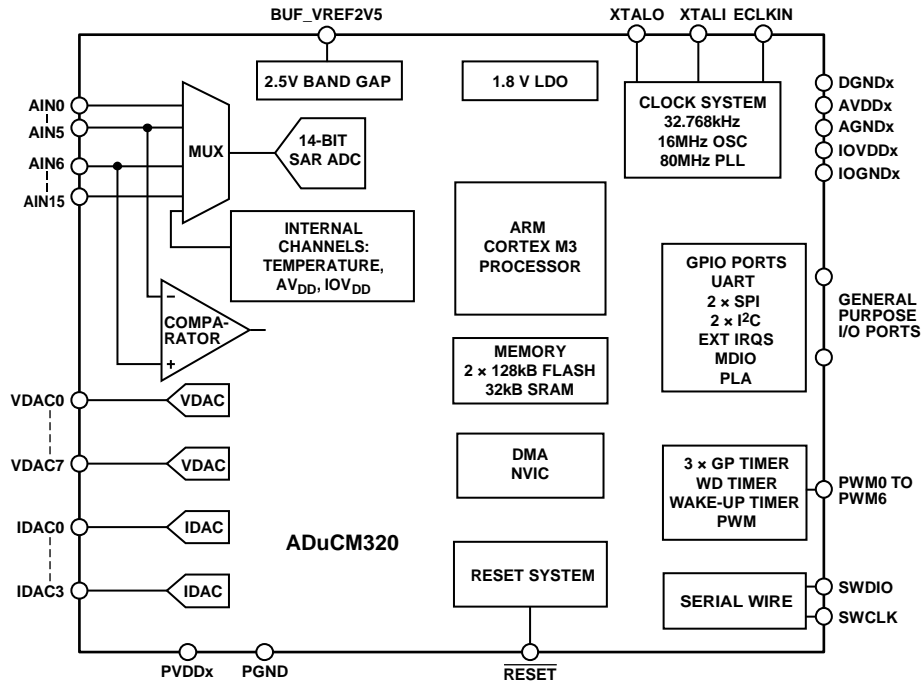 BUF_VREF2V5
XTALO XTALI ECLKIN
2.5V BAND GAP
1.8 V LDO
CLOCK SYSTEM
32.768kHz
16MHz OSC
80MHz PLL
DGNDx
AVDDx
AGNDx
IOVDDx
IOGNDx
AIN0
AIN5
AIN6
AIN15
MUX
14-BIT
SAR ADC
INTERNAL
CHANNELS:
TEMPERATURE,
AVDD, IOVDD
ARM
CORTEX M3
PROCESSOR
GPIO PORTS
UART
2 × SPI
2 × I2C
EXT IRQS
MDIO
PLA
GENERAL
PURPOSE
I/O PORTS
–
COMPA-
RATOR
+
MEMORY
2 × 128kB FLASH
32kB SRAM
VDAC0
VDAC
VDAC7
VDAC
DMA
NVIC
3 × GP TIMER
WD TIMER
WAKE-UP TIMER
PWM
PWM0 TO
PWM6
IDAC0
IDAC
IDAC3
IDAC
ADuCM320
RESET SYSTEM
SERIAL WIRE
SWDIO
SWCLK
PVDDx
PGND
RESET